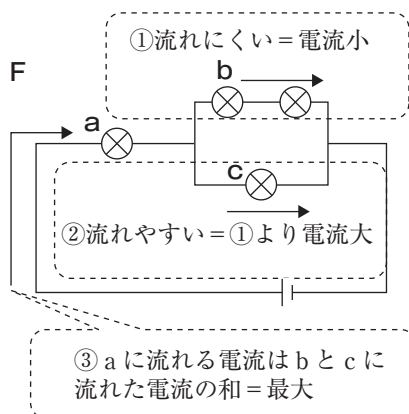 ①流れにくい＝電流小
F
b
a
c
②流れやすい＝①より電流大
③aに流れる電流はbとcに
流れた電流の和＝最大